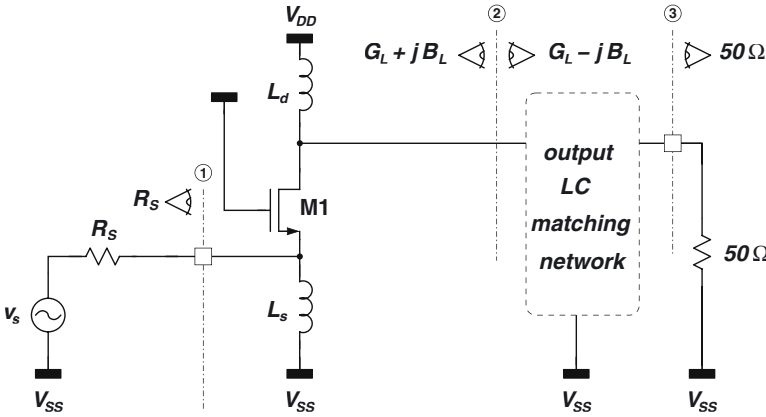 V_DD
②
③
G_L + j B_L
G_L – j B_L
50 Ω
L_d
①
R_S
M1
output
LC
matching
network
R_S
v_s
L_s
50 Ω
V_SS
V_SS
V_SS
V_SS